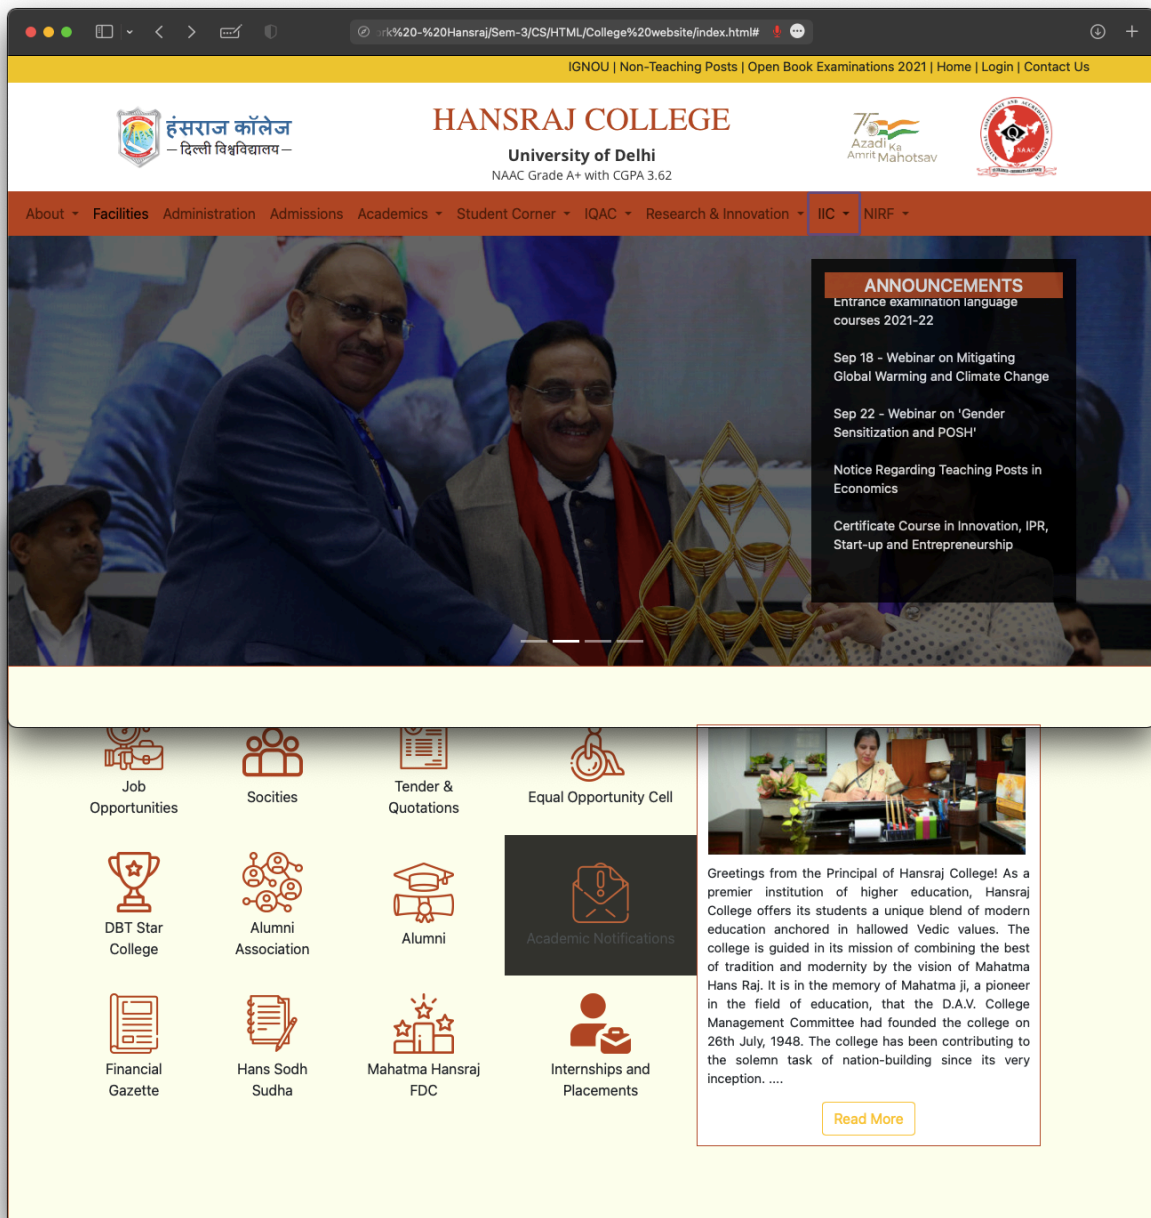 rk%20-%20Hansraj/Sem-3/CS/HTML/College%20website/index.html#
IGNOU | Non-Teaching Posts | Open Book Examinations 2021 | Home | Login | Contact Us
हंसराज कॉलेज
– दिल्ली विश्वविद्यालय –
HANSRAJ COLLEGE
University of Delhi
NAAC Grade A+ with CGPA 3.62
75
Azadi Ka
Amrit Mahotsav
NAAC
About Facilities Administration Admissions Academics Student Corner IQAC Research & Innovation IIC NIRF
ANNOUNCEMENTS
Entrance examination language
courses 2021-22
Sep 18 - Webinar on Mitigating
Global Warming and Climate Change
Sep 22 - Webinar on 'Gender
Sensitization and POSH'
Notice Regarding Teaching Posts in
Economics
Certificate Course in Innovation, IPR,
Start-up and Entrepreneurship
Job
Opportunities
Socities
Tender &
Quotations
Equal Opportunity Cell
DBT Star
College
Alumni
Association
Alumni
Academic Notifications
Financial
Gazette
Hans Sodh
Sudha
Mahatma Hansraj
FDC
Internships and
Placements
Greetings from the Principal of Hansraj College! As a
premier institution of higher education, Hansraj
College offers its students a unique blend of modern
education anchored in hallowed Vedic values. The
college is guided in its mission of combining the best
of tradition and modernity by the vision of Mahatma
Hans Raj. It is in the memory of Mahatma ji, a pioneer
in the field of education, that the D.A.V. College
Management Committee had founded the college on
26th July, 1948. The college has been contributing to
the solemn task of nation-building since its very
inception. ....
Read More